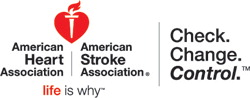 American Heart Association
American Stroke Association®
life is why™
Check.
Change.
Control.™